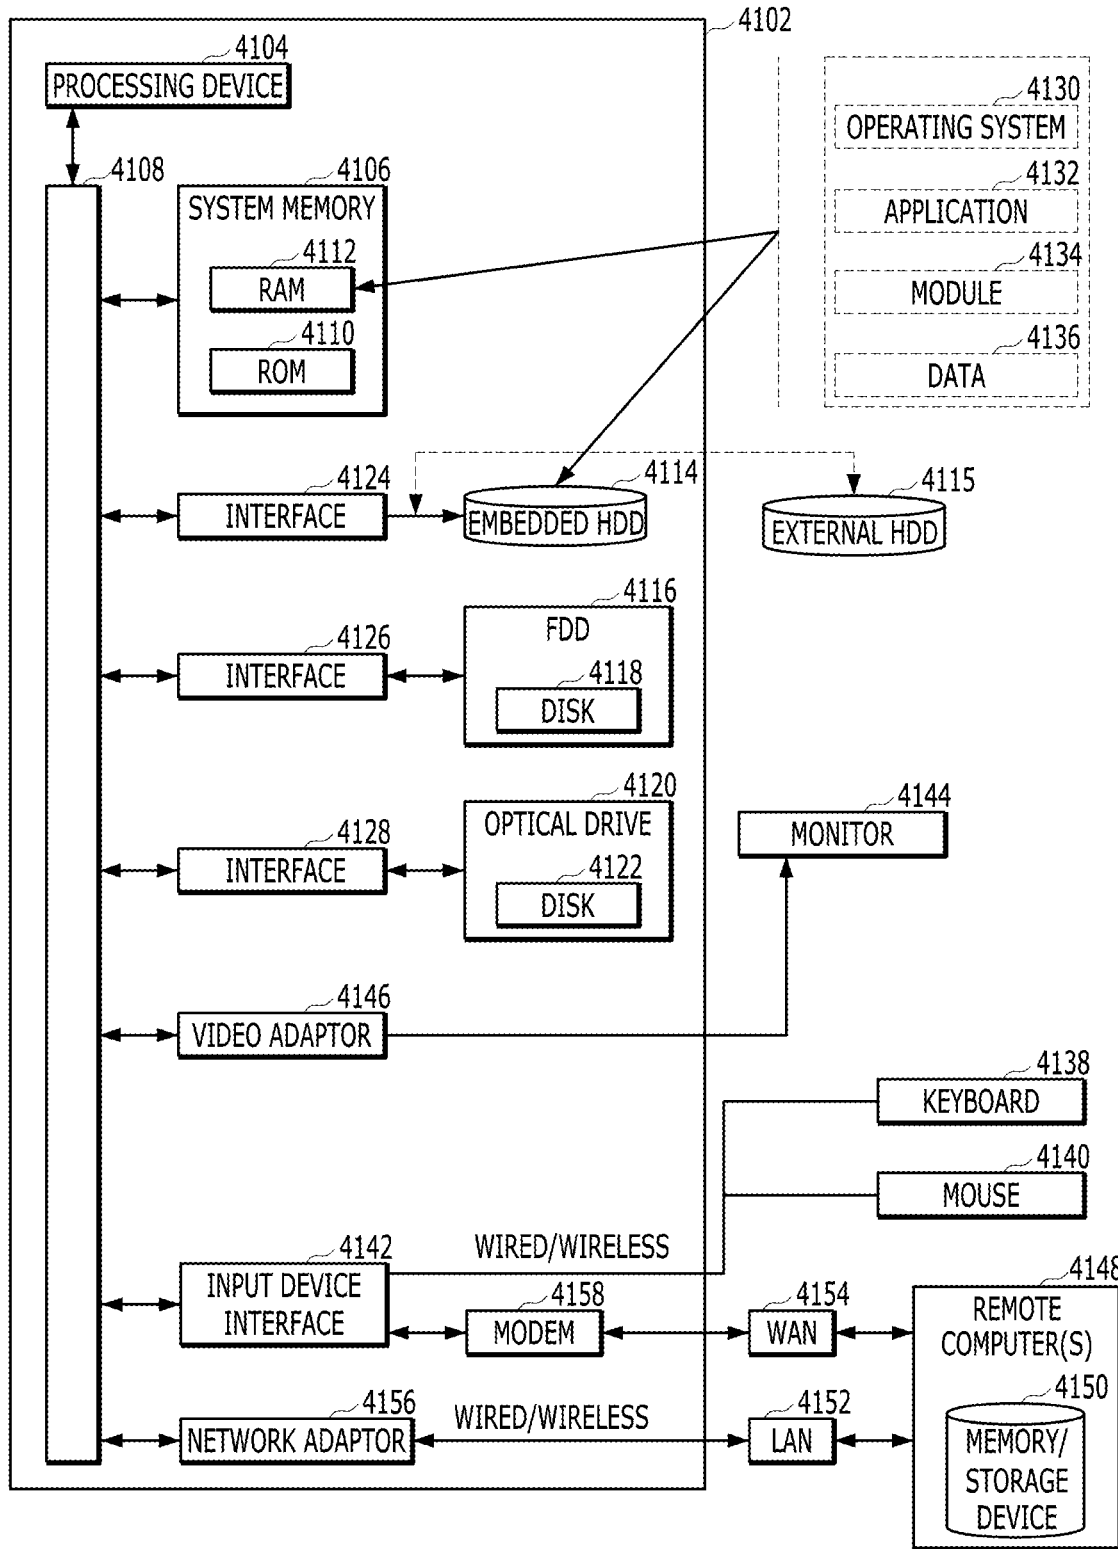 4102
4104
PROCESSING DEVICE
4108
4106
SYSTEM MEMORY
4112
RAM
4110
ROM
4130
OPERATING SYSTEM
4132
APPLICATION
4134
MODULE
4136
DATA
4124
INTERFACE
4114
EMBEDDED HDD
4115
EXTERNAL HDD
4126
INTERFACE
4116
FDD
4118
DISK
4128
INTERFACE
4120
OPTICAL DRIVE
4122
DISK
4144
MONITOR
4146
VIDEO ADAPTOR
4138
KEYBOARD
4140
MOUSE
4142
INPUT DEVICE
INTERFACE
WIRED/WIRELESS
4158
MODEM
4154
WAN
4148
REMOTE
COMPUTER(S)
4156
NETWORK ADAPTOR
WIRED/WIRELESS
4152
LAN
4150
MEMORY/
STORAGE
DEVICE